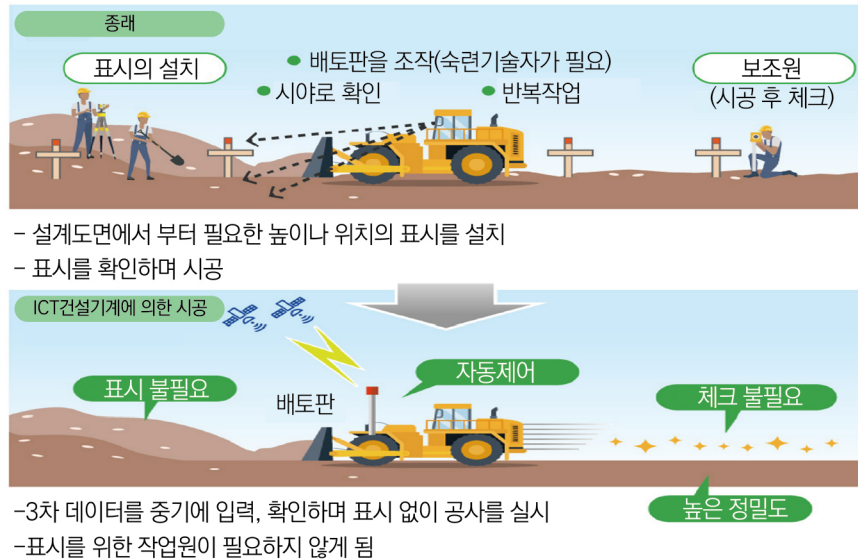 종래
표시의 설치
• 배토판을 조작(숙련기술자가 필요)
• 시야로 확인
• 반복작업
보조원
(시공 후 체크)
- 설계도면에서 부터 필요한 높이나 위치의 표시를 설치
- 표시를 확인하며 시공
ICT건설기계에 의한 시공
표시 불필요
배토판
자동제어
체크 불필요
높은 정밀도
-3차 데이터를 중기에 입력, 확인하며 표시 없이 공사를 실시
-표시를 위한 작업원이 필요하지 않게 됨